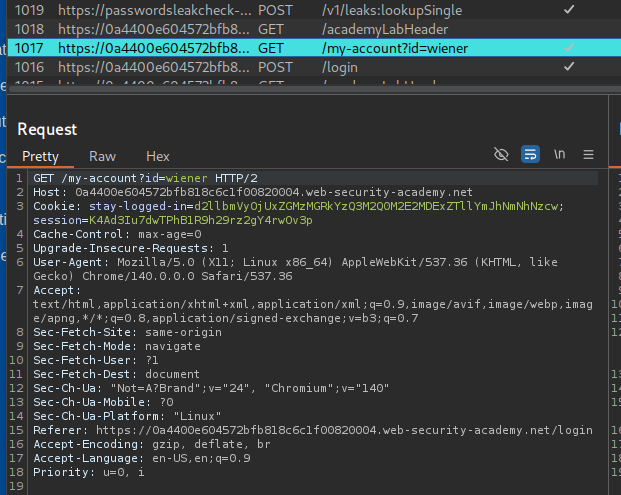 1019 https://passwordsleakcheck-... POST /v1/leaks:lookupSingle
1018 https://0a4400e604572bfb8... GET /academyLabHeader
1017 https://0a4400e604572bfb8... GET /my-account?id=wiener
1016 https://0a4400e604572bfb8... POST /login
Request
Pretty Raw Hex
\n
1 GET /my-account?id=wiener HTTP/2
2 Host: 0a4400e604572bfb818c6c1f00820004.web-security-academy.net
3 Cookie: stay-logged-in=d2llbmVyOjUxZGMzMGRkYzQ3M2Q0M2E2MDExZTllYmJhNmNhNzcw;
session=K4Ad3Iu7dwTPhB1R9h29rz2gY4rwOv3p
4 Cache-Control: max-age=0
5 Upgrade-Insecure-Requests: 1
6 User-Agent: Mozilla/5.0 (X11; Linux x86_64) AppleWebKit/537.36 (KHTML, like
Gecko) Chrome/140.0.0.0 Safari/537.36
7 Accept:
text/html,application/xhtml+xml,application/xml;q=0.9,image/avif,image/webp,imag
e/apng,*/*;q=0.8,application/signed-exchange;v=b3;q=0.7
8 Sec-Fetch-Site: same-origin
9 Sec-Fetch-Mode: navigate
10 Sec-Fetch-User: ?1
11 Sec-Fetch-Dest: document
12 Sec-Ch-Ua: "Not=A?Brand";v="24", "Chromium";v="140"
13 Sec-Ch-Ua-Mobile: ?0
14 Sec-Ch-Ua-Platform: "Linux"
15 Referer: https://0a4400e604572bfb818c6c1f00820004.web-security-academy.net/login
16 Accept-Encoding: gzip, deflate, br
17 Accept-Language: en-US,en;q=0.9
18 Priority: u=0, i
19